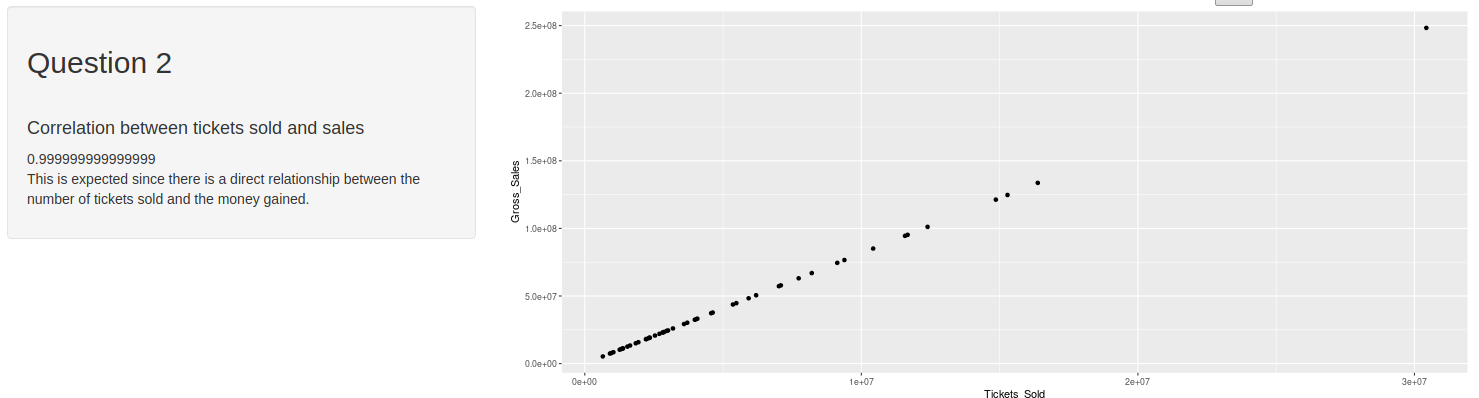 Question 2
Correlation between tickets sold and sales
0.999999999999999
This is expected since there is a direct relationship between the
number of tickets sold and the money gained.
Gross_Sales
2.5e+08
2.0e+08
1.5e+08
1.0e+08
5.0e+07
0.0e+00
0e+00
1e+07
2e+07
3e+07
Tickets_Sold